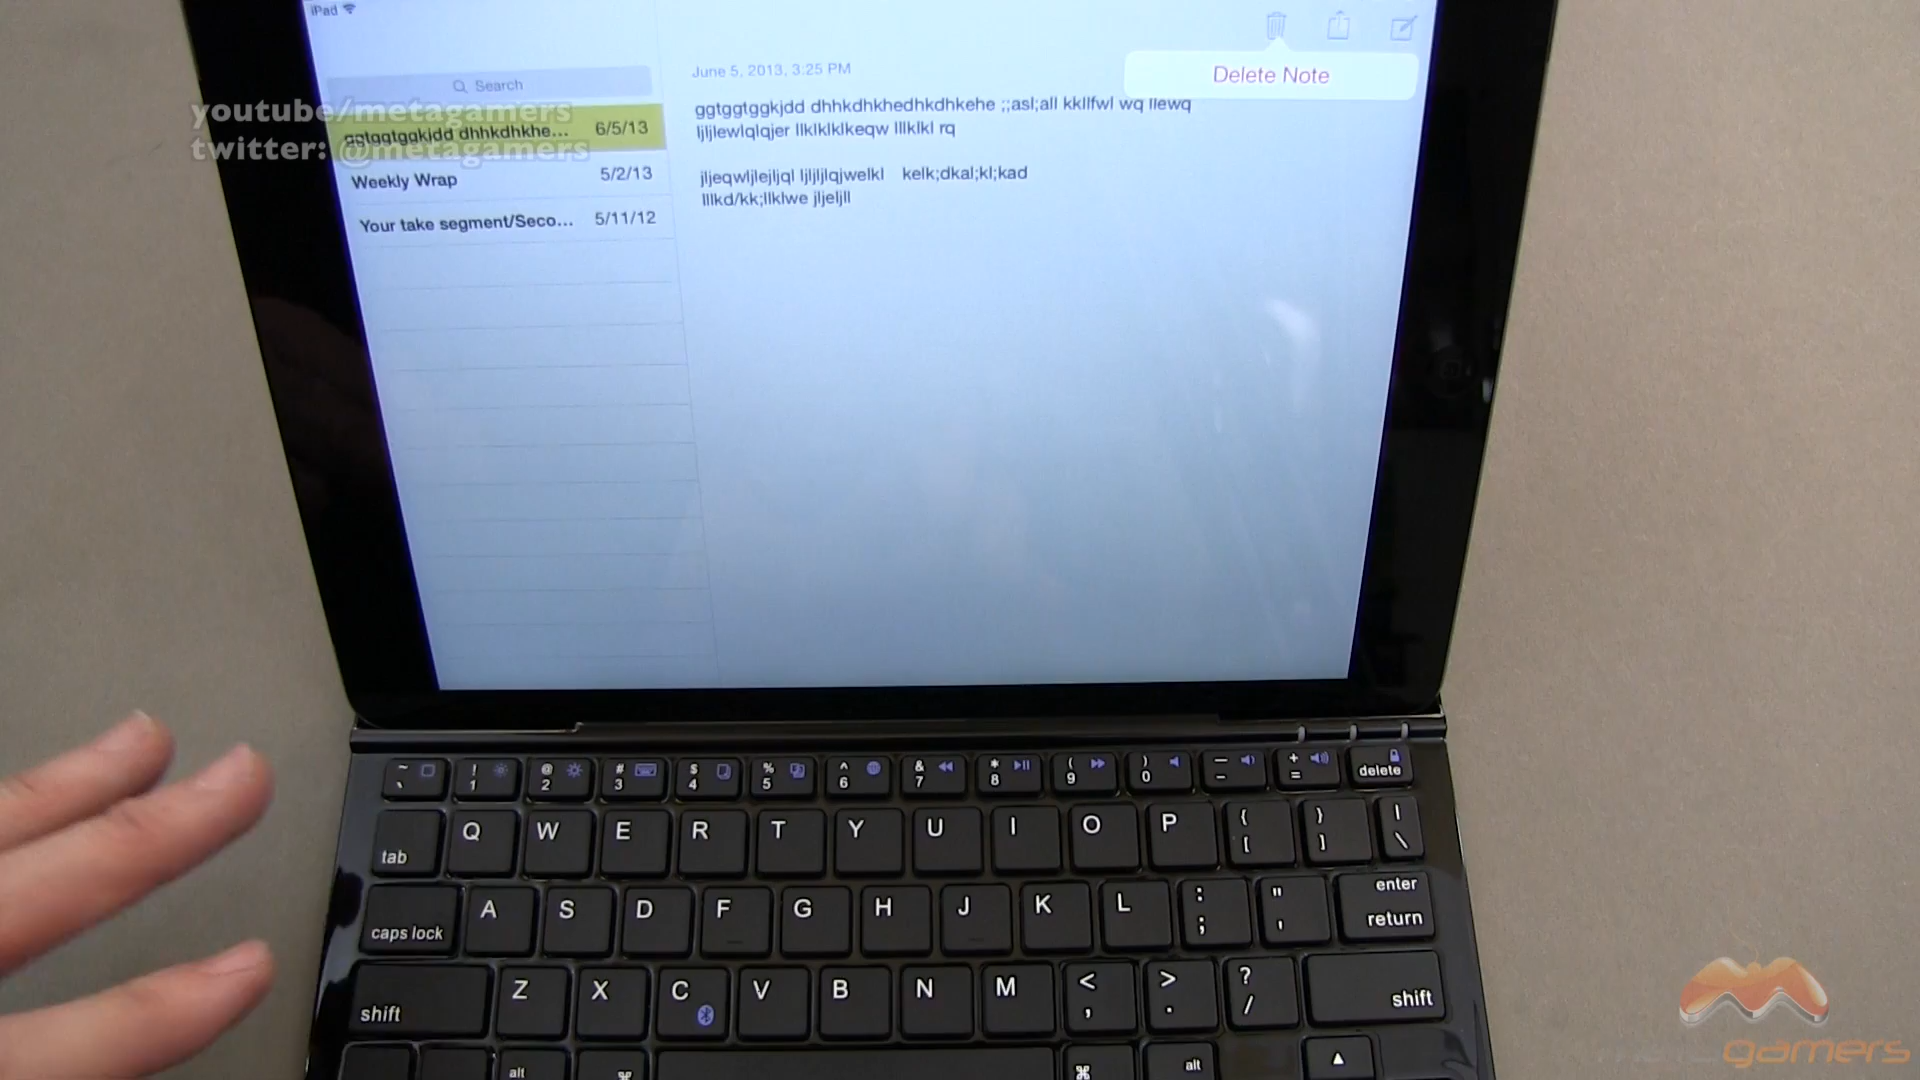 iPad
Search
youtube/metagamers
twitter: @metagamers
ggtggtggkjdd dhhkdhkhe... 6/5/13
Weekly Wrap 5/2/13
Your take segment/Seco... 5/11/12
June 5, 2013, 3:25 PM
Delete Note
ggtggtggkjdd dhhkdhkhedhkdhkehe ;;asl;all kkllfwl wq llewq
ljljlewlqlqjer llklklklkeqw lllklkl rq
jljeqwljlejljql ljljljlqjwelkl kelk;dkal;kl;kad
lllkd/kk;llklwe jljeljll
~ ! @ # $ % ^ & * ( ) — +
` 1 2 3 4 5 6 7 8 9 0 - = delete
tab Q W E R T Y U I O P { [ } ] | \
caps lock A S D F G H J K L : ; " ' enter return
shift Z X C V B N M < , > . ? / shift
alt ⌘ ⌘ alt ▲
metagamers